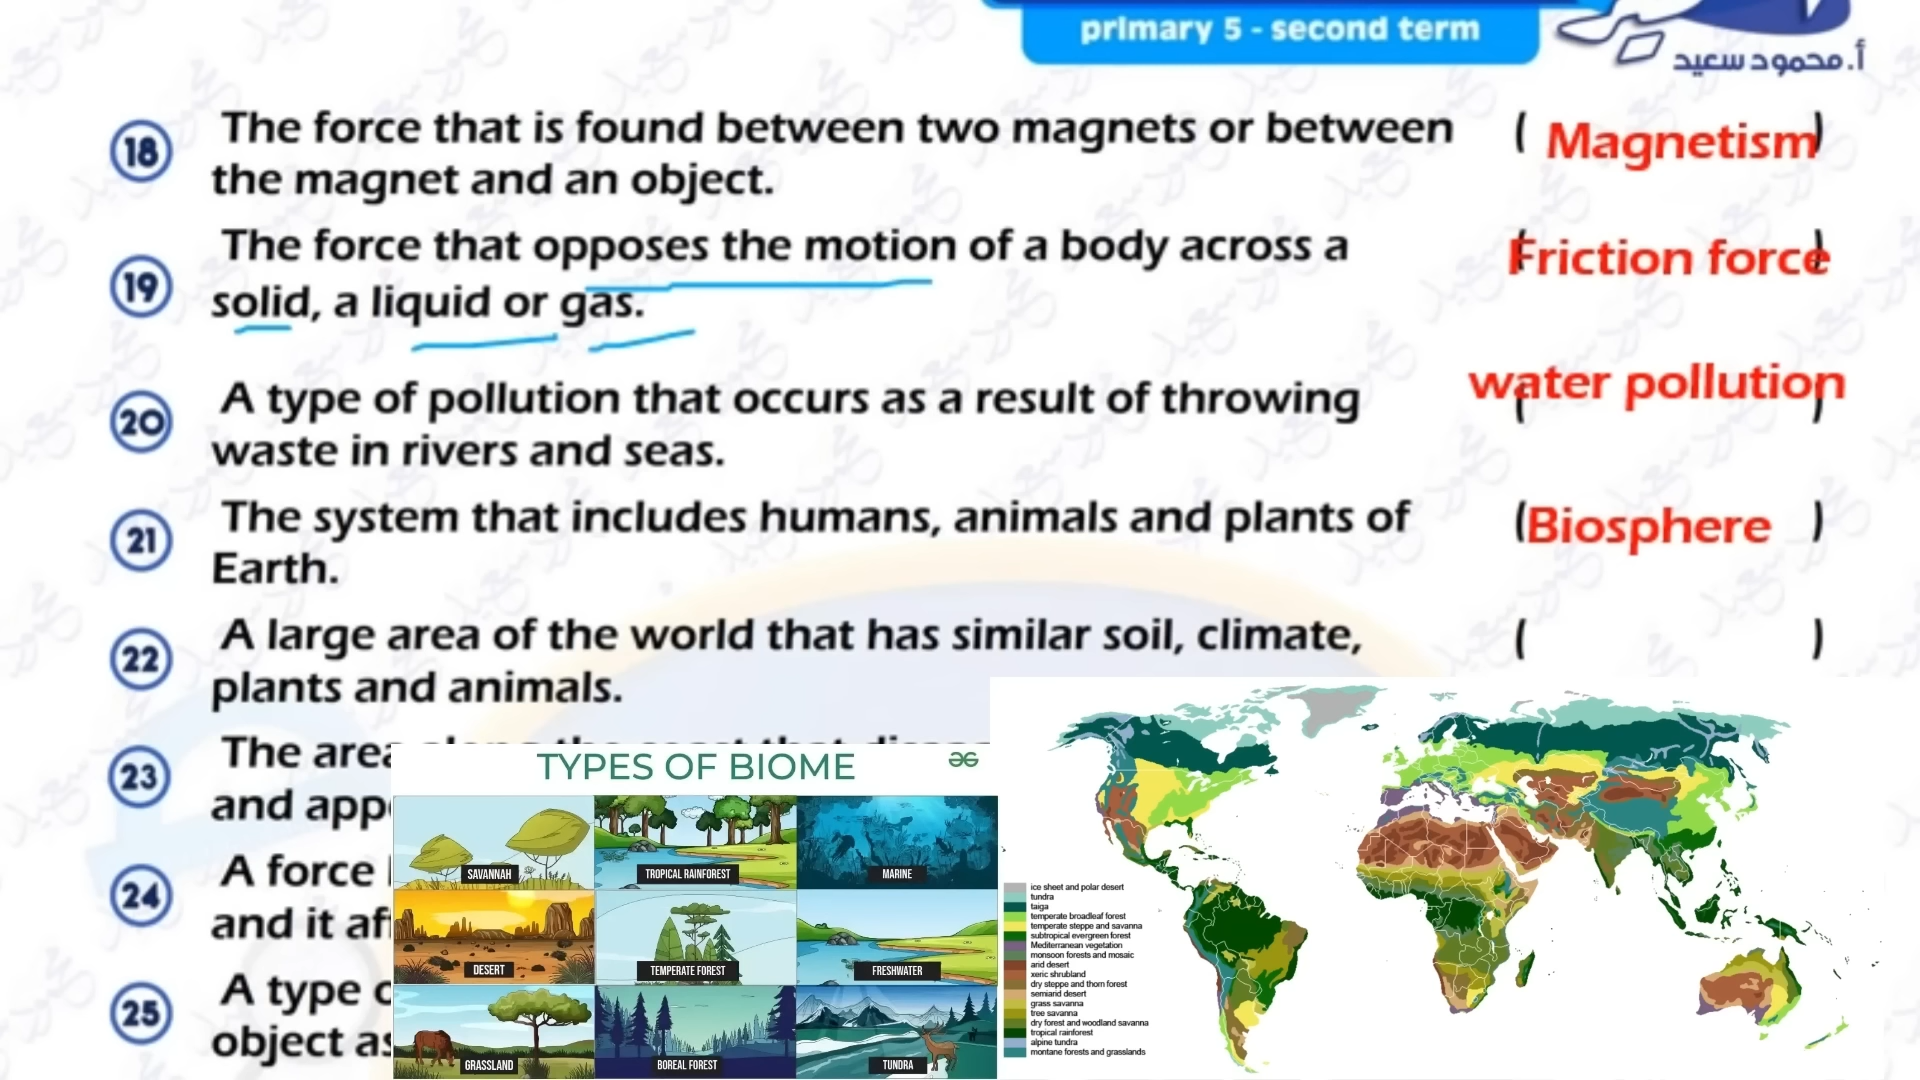 primary 5 - second term
أ. محمود سعيد
18 The force that is found between two magnets or between ( Magnetism )
the magnet and an object.
19 The force that opposes the motion of a body across a ( Friction force )
solid, a liquid or gas.
20 A type of pollution that occurs as a result of throwing ( water pollution )
waste in rivers and seas.
21 The system that includes humans, animals and plants of ( Biosphere )
Earth.
22 A large area of the world that has similar soil, climate, ( )
plants and animals.
23 The area along the coast that
and
24 A force
and it
25 A type
object
TYPES OF BIOME
SAVANNAH
TROPICAL RAINFOREST
MARINE
DESERT
TEMPERATE FOREST
FRESHWATER
GRASSLAND
BOREAL FOREST
TUNDRA
ice sheet and polar desert
tundra
taiga
temperate broadleaf forest
temperate steppe and savanna
subtropical evergreen forest
Mediterranean vegetation
monsoon forests and mosaic
arid desert
xeric shrubland
dry steppe and thorn forest
semiarid desert
grass savanna
tree savanna
dry forest and woodland savanna
tropical rainforest
alpine tundra
montane forests and grasslands